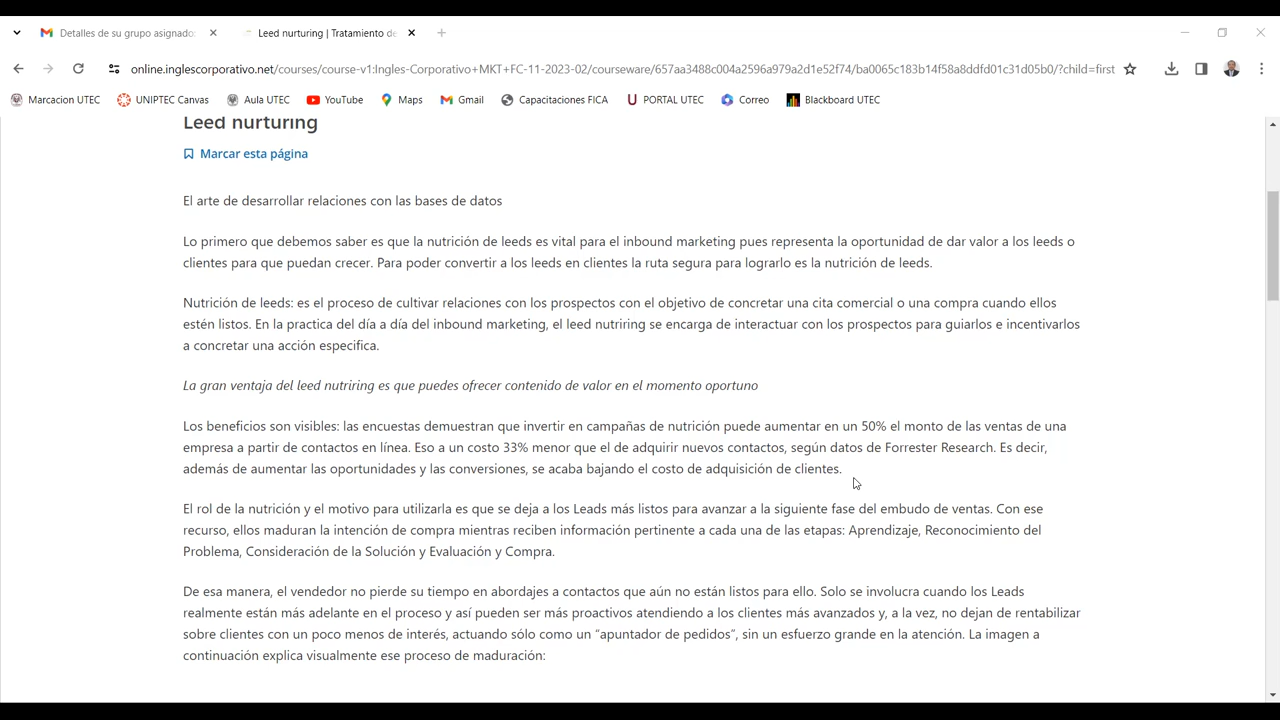 Detalles de su grupo asignado
Leed nurturing | Tratamiento de
online.inglescorporativo.net/courses/course-v1:Ingles-Corporativo+MKT+FC-11-2023-02/courseware/657aa3488c004a2596a979a2d1e52f74/ba0065c183b14f58a8ddfd01c31d05b0/?child=first
Marcacion UTEC UNIPTEC Canvas Aula UTEC YouTube Maps Gmail Capacitaciones FICA PORTAL UTEC Correo Blackboard UTEC
Leed nurturing
Marcar esta página
El arte de desarrollar relaciones con las bases de datos
Lo primero que debemos saber es que la nutrición de leeds es vital para el inbound marketing pues representa la oportunidad de dar valor a los leeds o
clientes para que puedan crecer. Para poder convertir a los leeds en clientes la ruta segura para lograrlo es la nutrición de leeds.
Nutrición de leeds: es el proceso de cultivar relaciones con los prospectos con el objetivo de concretar una cita comercial o una compra cuando ellos
estén listos. En la practica del día a día del inbound marketing, el leed nutriring se encarga de interactuar con los prospectos para guiarlos e incentivarlos
a concretar una acción especifica.
La gran ventaja del leed nutriring es que puedes ofrecer contenido de valor en el momento oportuno
Los beneficios son visibles: las encuestas demuestran que invertir en campañas de nutrición puede aumentar en un 50% el monto de las ventas de una
empresa a partir de contactos en línea. Eso a un costo 33% menor que el de adquirir nuevos contactos, según datos de Forrester Research. Es decir,
además de aumentar las oportunidades y las conversiones, se acaba bajando el costo de adquisición de clientes.
El rol de la nutrición y el motivo para utilizarla es que se deja a los Leads más listos para avanzar a la siguiente fase del embudo de ventas. Con ese
recurso, ellos maduran la intención de compra mientras reciben información pertinente a cada una de las etapas: Aprendizaje, Reconocimiento del
Problema, Consideración de la Solución y Evaluación y Compra.
De esa manera, el vendedor no pierde su tiempo en abordajes a contactos que aún no están listos para ello. Solo se involucra cuando los Leads
realmente están más adelante en el proceso y así pueden ser más proactivos atendiendo a los clientes más avanzados y, a la vez, no dejan de rentabilizar
sobre clientes con un poco menos de interés, actuando sólo como un “apuntador de pedidos”, sin un esfuerzo grande en la atención. La imagen a
continuación explica visualmente ese proceso de maduración: